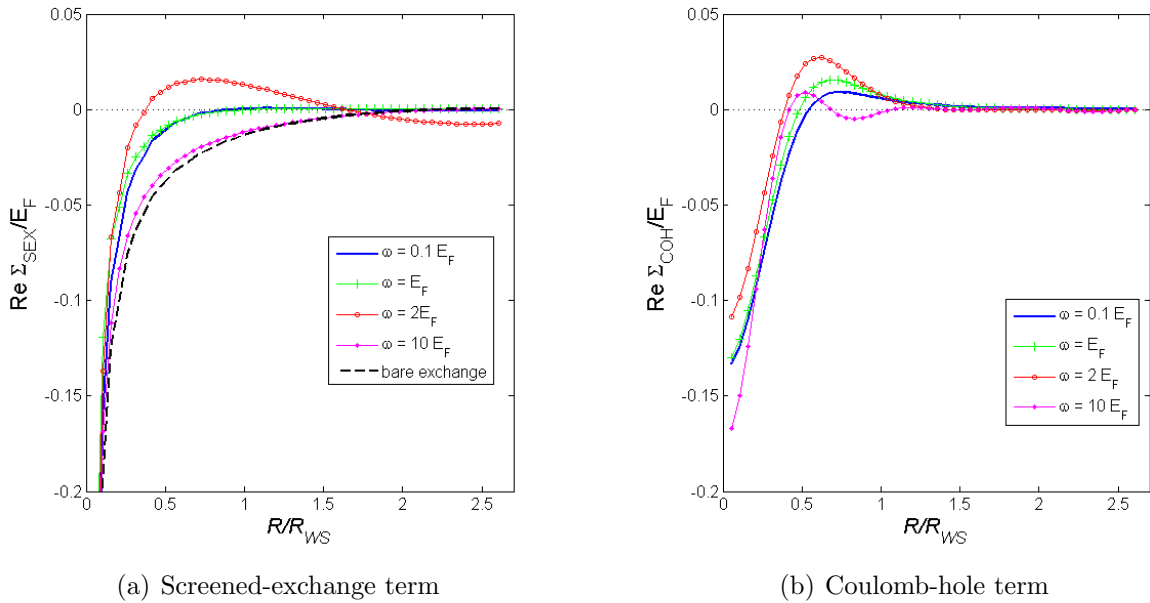 0.05
0
-0.05
-0.1
-0.15
-0.2
Re Σ_SEX/E_F
0 0.5 1 1.5 2 2.5
R/R_WS
ω = 0.1 E_F
ω = E_F
ω = 2E_F
ω = 10 E_F
bare exchange
(a) Screened-exchange term
0.05
0
-0.05
-0.1
-0.15
-0.2
Re Σ_COH/E_F
0 0.5 1 1.5 2 2.5
R/R_WS
ω = 0.1 E_F
ω = E_F
ω = 2 E_F
ω = 10 E_F
(b) Coulomb-hole term